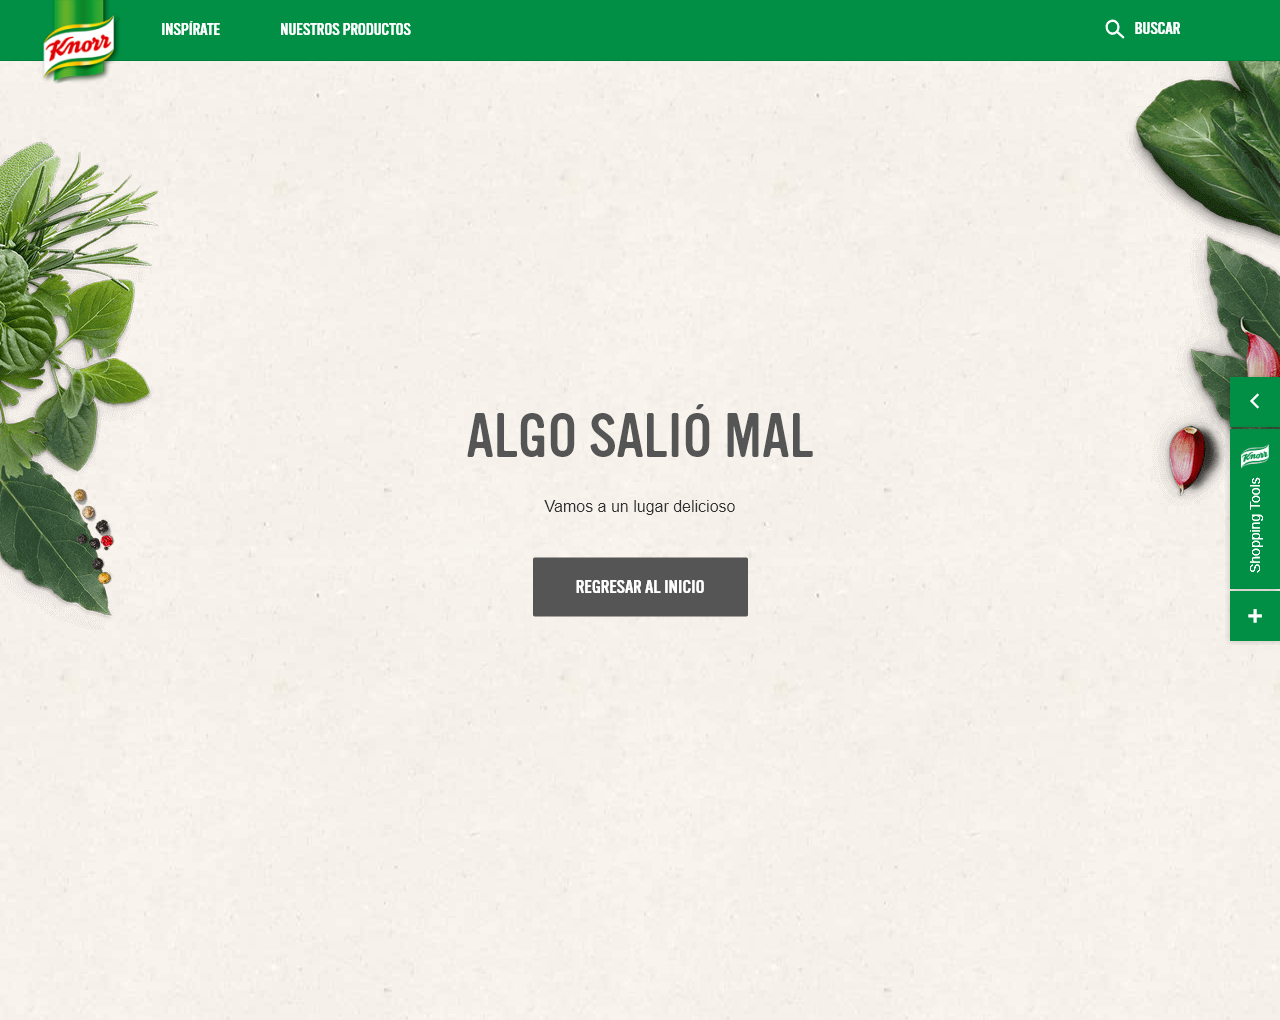 Knorr
INSPÍRATE
NUESTROS PRODUCTOS
BUSCAR
ALGO SALIÓ MAL
Vamos a un lugar delicioso
REGRESAR AL INICIO
Knorr
Shopping Tools